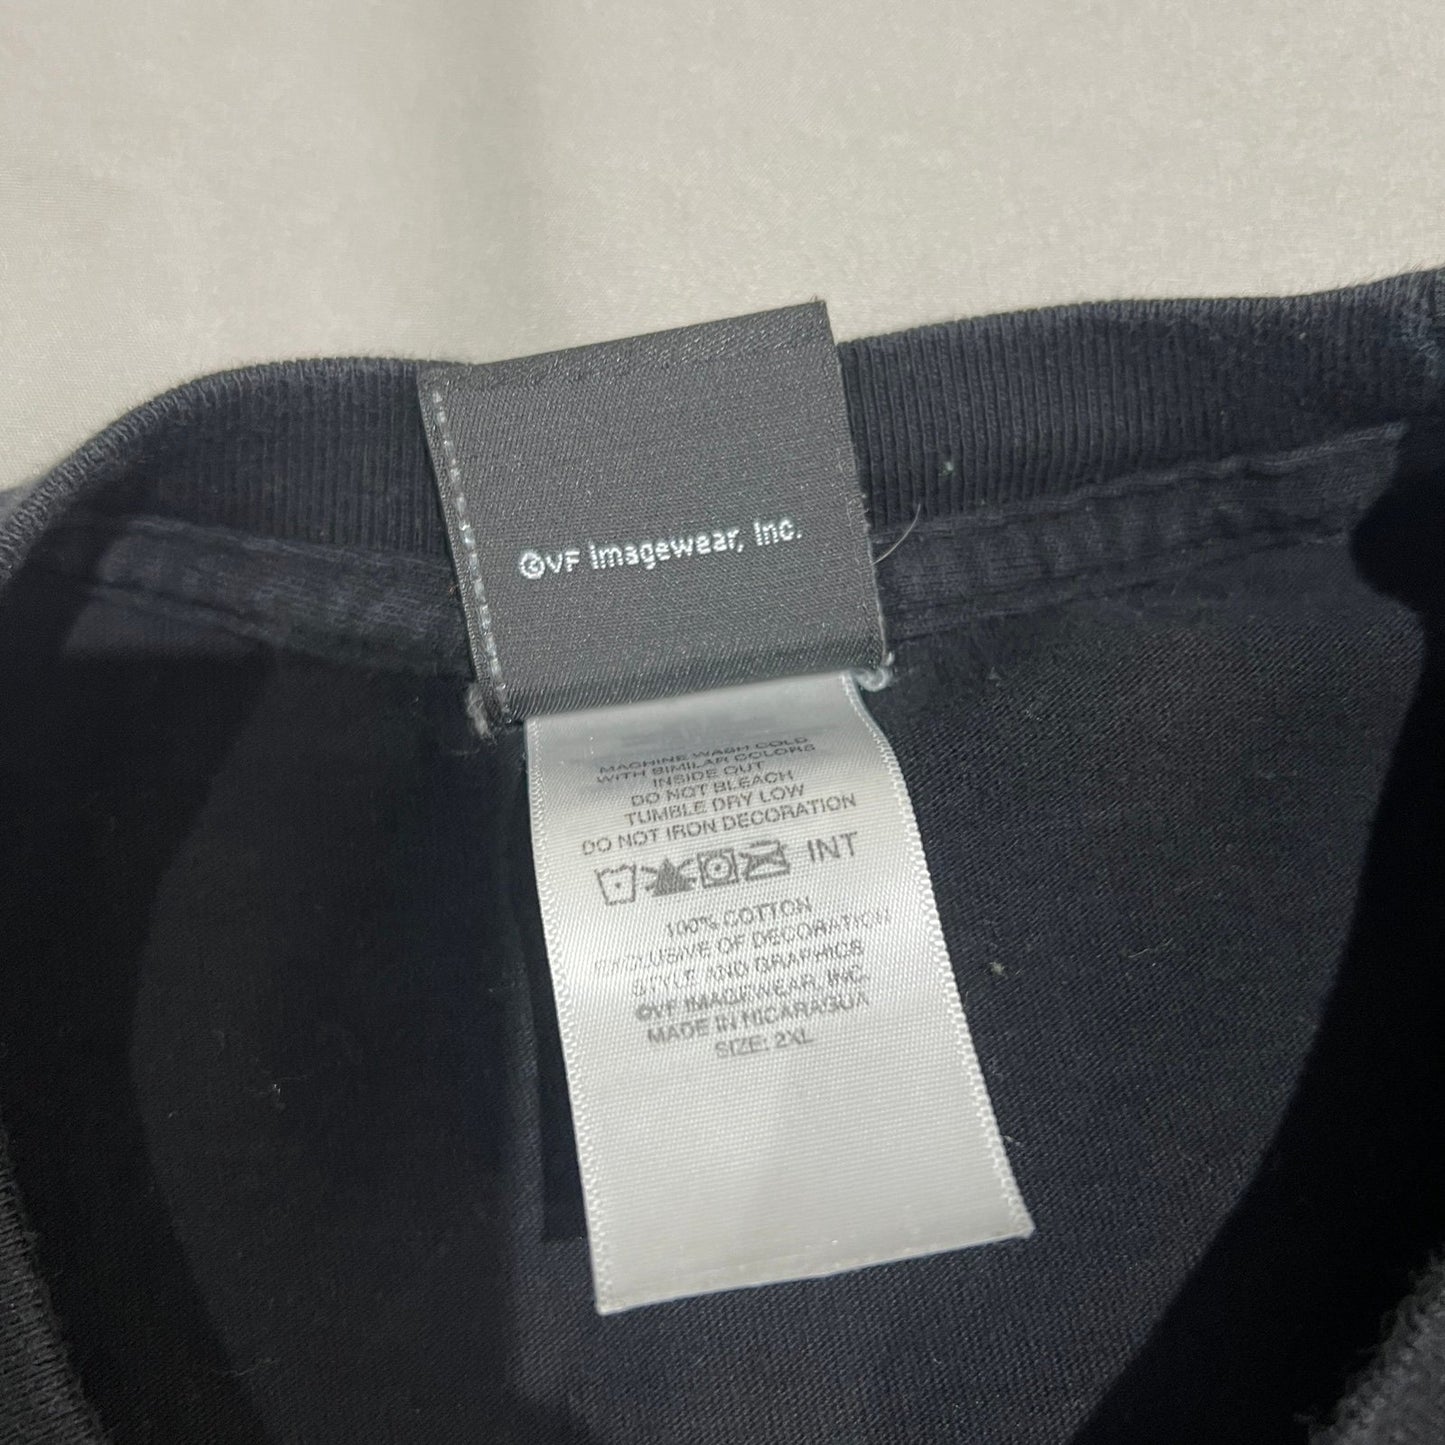 ©VF Imagewear, Inc.
MACHINE WASH COLD
WITH SIMILAR COLORS
INSIDE OUT
DO NOT BLEACH
TUMBLE DRY LOW
DO NOT IRON DECORATION
INT
100% COTTON
EXCLUSIVE OF DECORATION
STYLE AND GRAPHICS
©VF IMAGEWEAR, INC.
MADE IN NICARAGUA
SIZE: 2XL